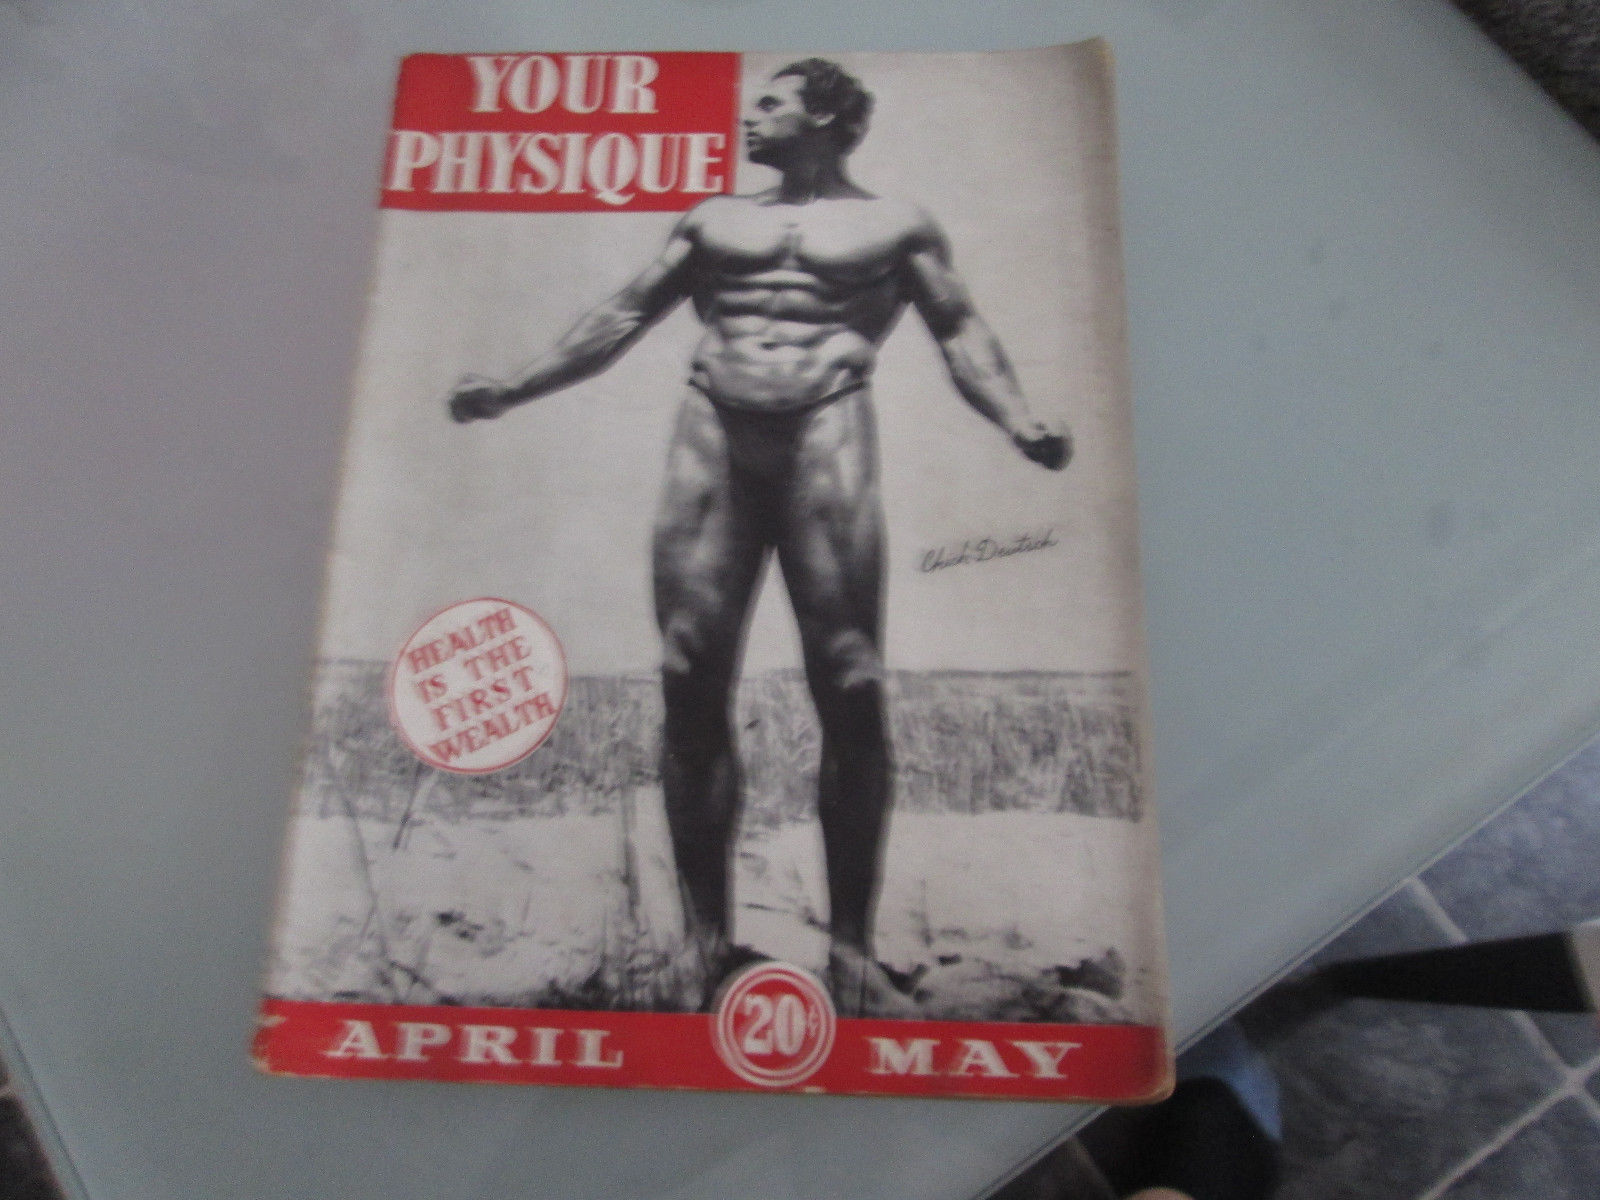 YOUR
PHYSIQUE
Chick Deutsch
HEALTH
IS THE
FIRST
WEALTH
APRIL 20¢ MAY